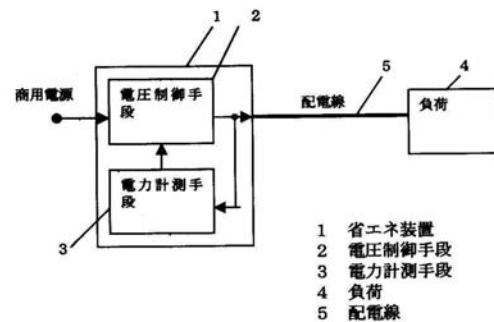 1
2
商用電源
電圧制御手
段
配電線
5
4
負荷
電力計測手
段
3
1 省エネ装置
2 電圧制御手段
3 電力計測手段
4 負荷
5 配電線